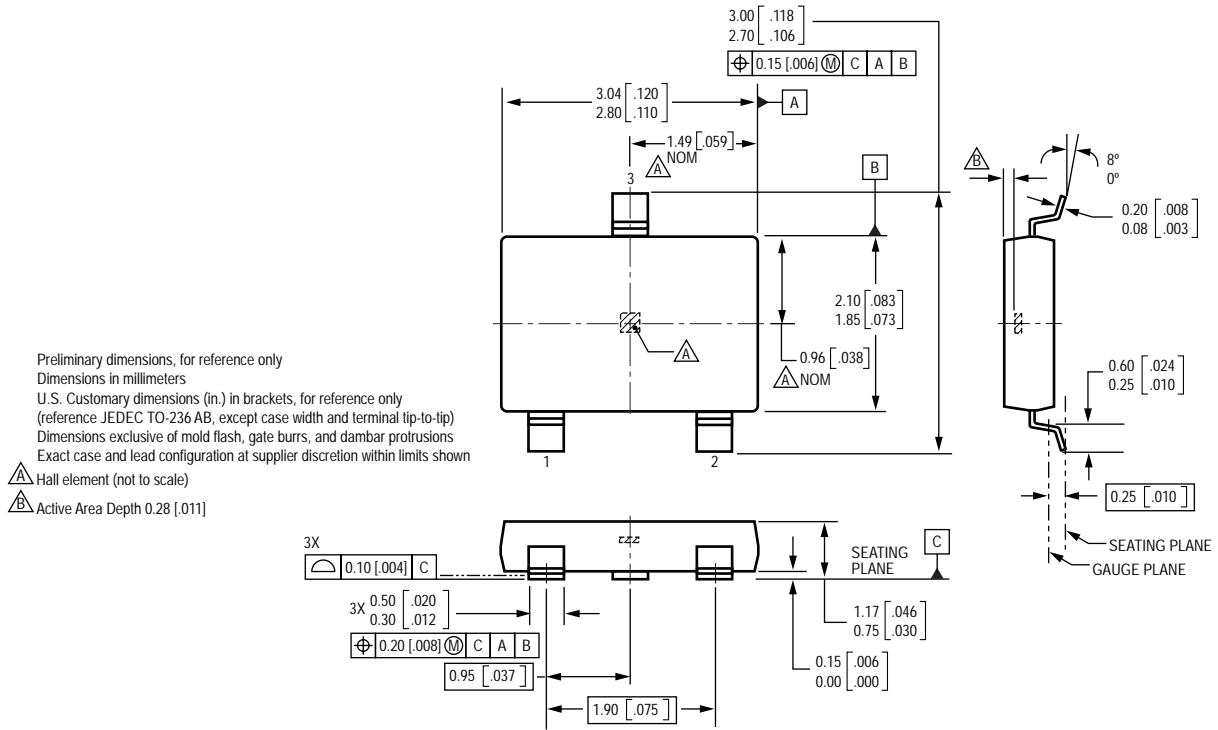 3.00 [.118]
2.70 [.106]
⌖ 0.15 [.006] Ⓜ C A B
3.04 [.120]
2.80 [.110]
A
1.49 [.059]
A NOM
3
B
B
8º
0º
0.20 [.008]
0.08 [.003]
2.10 [.083]
1.85 [.073]
A
0.96 [.038]
A NOM
0.60 [.024]
0.25 [.010]
1
2
0.25 [.010]
SEATING PLANE
GAUGE PLANE
Preliminary dimensions, for reference only
Dimensions in millimeters
U.S. Customary dimensions (in.) in brackets, for reference only
(reference JEDEC TO-236 AB, except case width and terminal tip-to-tip)
Dimensions exclusive of mold flash, gate burrs, and dambar protrusions
Exact case and lead configuration at supplier discretion within limits shown
A Hall element (not to scale)
B Active Area Depth 0.28 [.011]
3X
⌓ 0.10 [.004] C
SEATING
PLANE
C
3X 0.50 [.020]
0.30 [.012]
⌖ 0.20 [.008] Ⓜ C A B
1.17 [.046]
0.75 [.030]
0.95 [.037]
0.15 [.006]
0.00 [.000]
1.90 [.075]